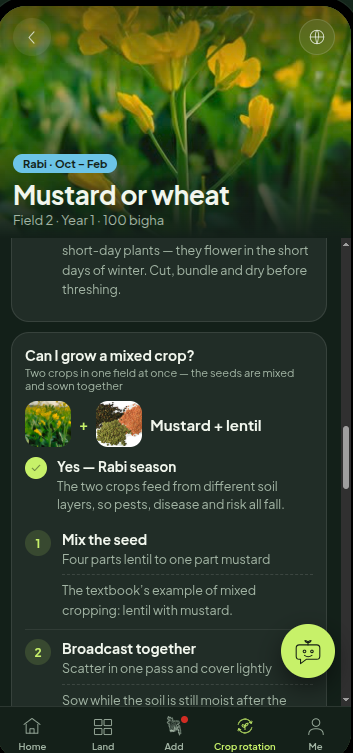 Rabi · Oct – Feb
Mustard or wheat
Field 2 · Year 1 · 100 bigha
short-day plants — they flower in the short
days of winter. Cut, bundle and dry before
threshing.
Can I grow a mixed crop?
Two crops in one field at once — the seeds are mixed
and sown together
+ Mustard + lentil
Yes — Rabi season
The two crops feed from different soil
layers, so pests, disease and risk all fall.
1 Mix the seed
Four parts lentil to one part mustard
The textbook's example of mixed
cropping: lentil with mustard.
2 Broadcast together
Scatter in one pass and cover lightly
Sow while the soil is still moist after the
Home Land Add Crop rotation Me